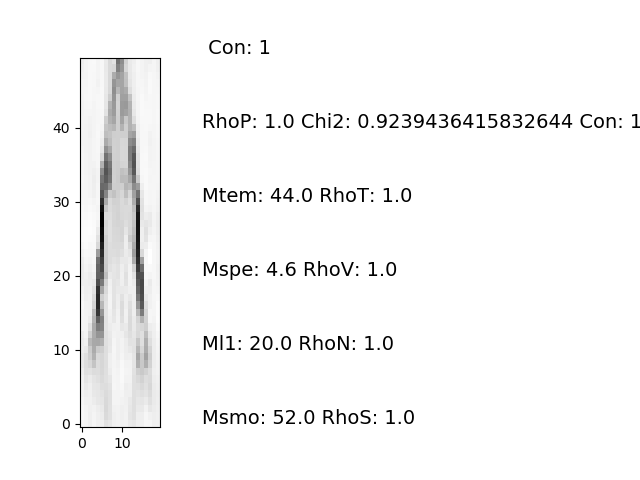 Con: 1
RhoP: 1.0 Chi2: 0.9239436415832644 Con: 1
Mtem: 44.0 RhoT: 1.0
Mspe: 4.6 RhoV: 1.0
Ml1: 20.0 RhoN: 1.0
Msmo: 52.0 RhoS: 1.0
40
30
20
10
0
0 10